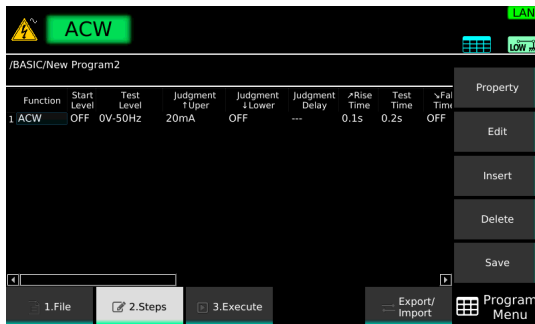 LAN
ACW
LOW
/BASIC/New Program2
Property
Function Start Level Test Level Judgment ↑Uper Judgment ↓Lower Judgment Delay ↗Rise Time Test Time ↘Fal Time
1 ACW OFF 0V-50Hz 20mA OFF --- 0.1s 0.2s OFF
Edit
Insert
Delete
Save
1.File 2.Steps 3.Execute Export/ Import Program Menu